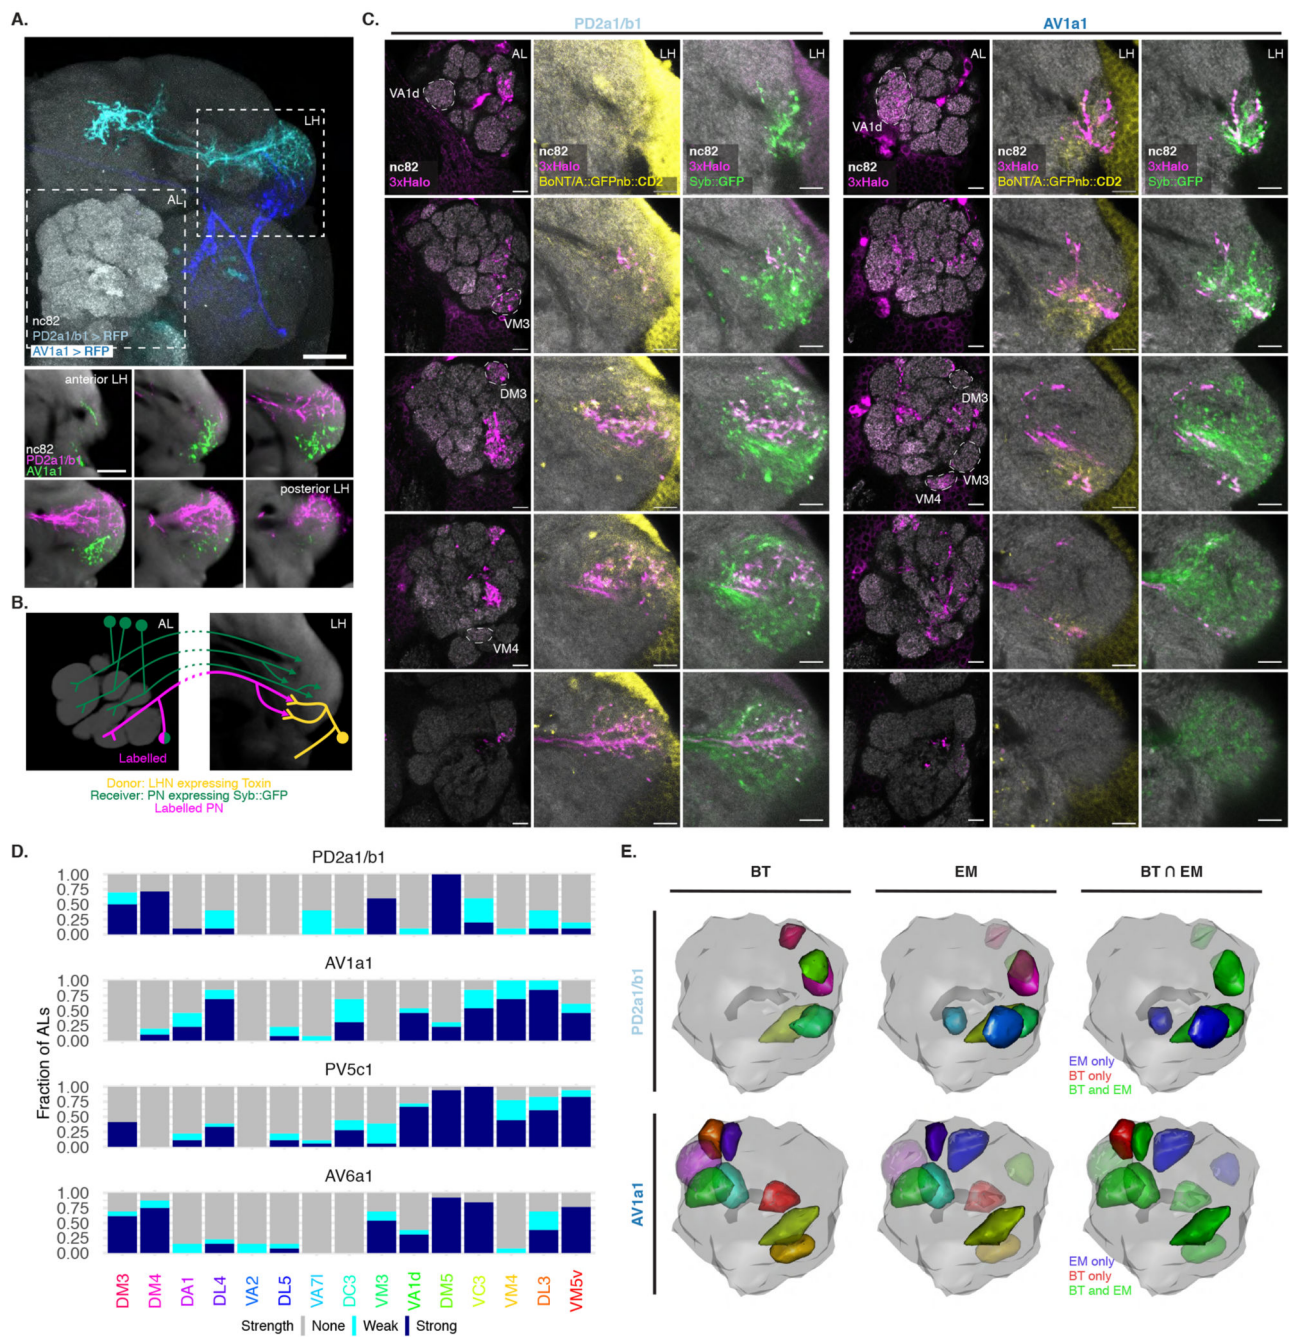 A.
LH
AL
nc82
PD2a1/b1 > RFP
AV1a1 > RFP
anterior LH
nc82
PD2a1/b1
AV1a1
posterior LH
B.
AL
LH
Labelled
Donor: LHN expressing Toxin
Receiver: PN expressing Syb::GFP
Labelled PN
C.
PD2a1/b1
AV1a1
AL
LH
LH
AL
LH
LH
VA1d
VA1d
nc82
3xHalo
nc82
3xHalo
BoNT/A::GFPnb::CD2
nc82
3xHalo
Syb::GFP
nc82
3xHalo
nc82
3xHalo
BoNT/A::GFPnb::CD2
nc82
3xHalo
Syb::GFP
VM3
DM3
DM3
VM3
VM4
VM4
D.
PD2a1/b1
1.00
0.75
0.50
0.25
0.00
AV1a1
1.00
0.75
0.50
0.25
0.00
PV5c1
1.00
0.75
0.50
0.25
0.00
AV6a1
1.00
0.75
0.50
0.25
0.00
Fraction of ALs
DM3 DM4 DA1 DL4 VA2 DL5 VA7l DC3 VM3 VA1d DM5 VC3 VM4 DL3 VM5v
Strength None Weak Strong
E.
BT EM BT ∩ EM
PD2a1/b1
EM only
BT only
BT and EM
AV1a1
EM only
BT only
BT and EM